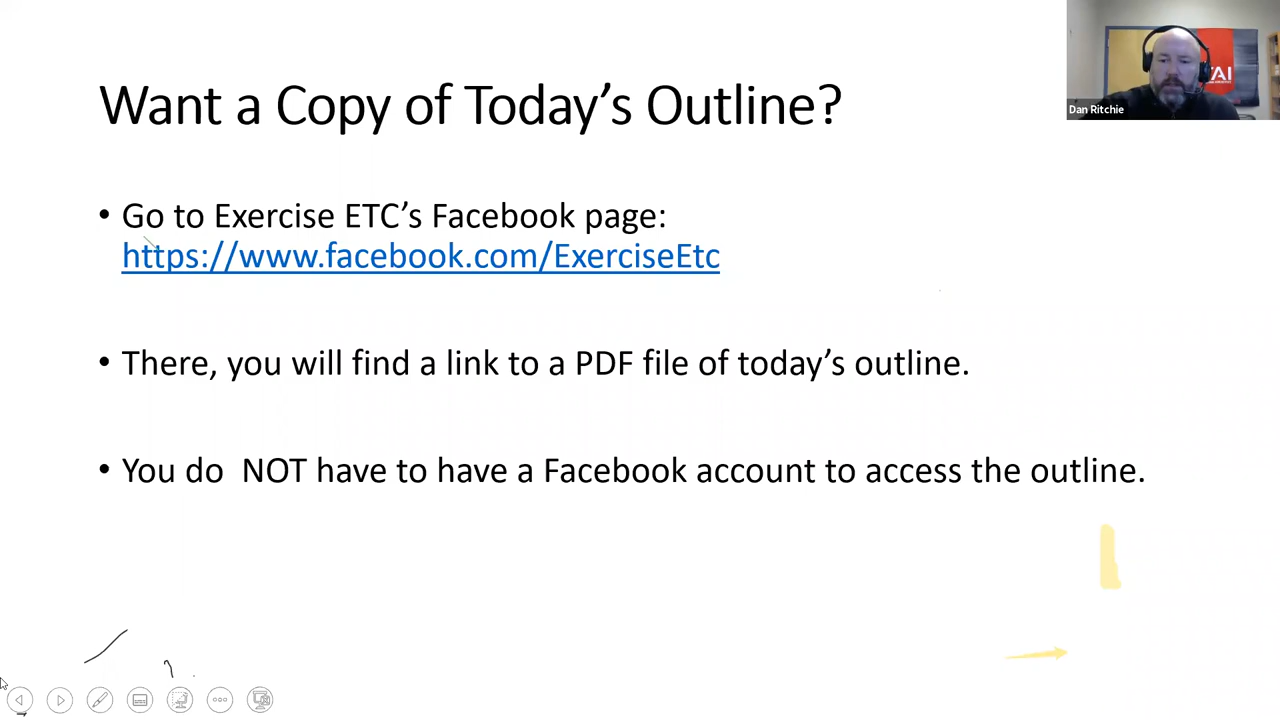 Want a Copy of Today's Outline?
• Go to Exercise ETC's Facebook page:
https://www.facebook.com/ExerciseEtc
• There, you will find a link to a PDF file of today's outline.
• You do  NOT have to have a Facebook account to access the outline.
TAI
Dan Ritchie